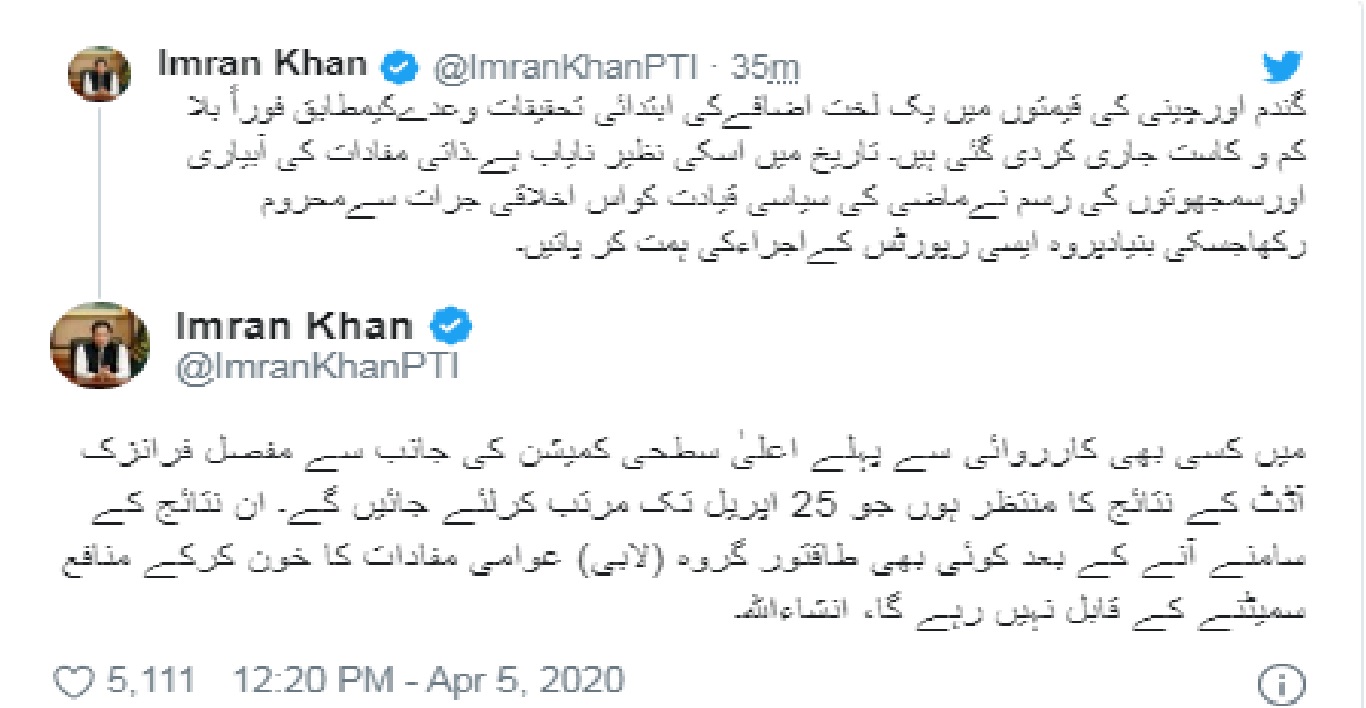 Imran Khan @ImranKhanPTI · 35m
گندم اورچینی کی قیمتوں میں یک لخت اضافےکی ابتدائی تحقیقات وعدےکیمطابق فوراً بلا
کم و کاست جاری کردی گئی ہیں۔ تاریخ میں اسکی نظیر نایاب ہے۔ذاتی مفادات کی آبیاری
اورسمجھوتوں کی رسم نےماضی کی سیاسی قیادت کواس اخلاقی جرات سےمحروم
رکھاجسکی بنیادپروہ ایسی رپورٹس کےاجراءکی ہمت کر پاتیں۔
Imran Khan
@ImranKhanPTI
میں کسی بھی کارروائی سے پہلے اعلیٰ سطحی کمیشن کی جانب سے مفصل فرانزک
آڈٹ کے نتائج کا منتظر ہوں جو 25 اپریل تک مرتب کرلئے جائیں گے۔ ان نتائج کے
سامنے آنے کے بعد کوئی بھی طاقتور گروہ (لابی) عوامی مفادات کا خون کرکے منافع
سمیٹنے کے قابل نہیں رہے گا، انشاءاللہ۔
5,111 12:20 PM - Apr 5, 2020